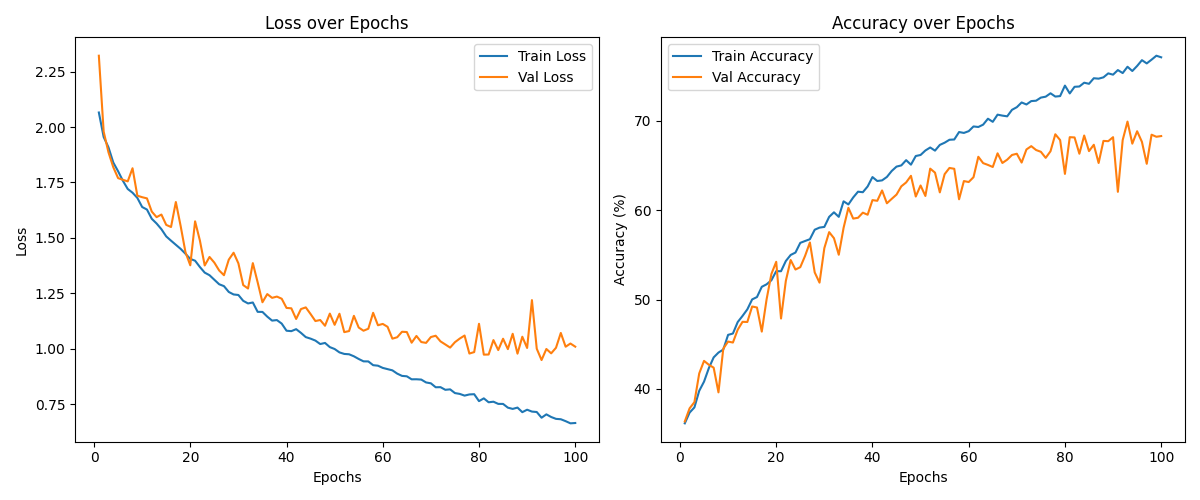 Loss over Epochs
Train Loss
Val Loss
2.25
2.00
1.75
1.50
1.25
1.00
0.75
Loss
0 20 40 60 80 100
Epochs
Accuracy over Epochs
Train Accuracy
Val Accuracy
70
60
50
40
Accuracy (%)
0 20 40 60 80 100
Epochs